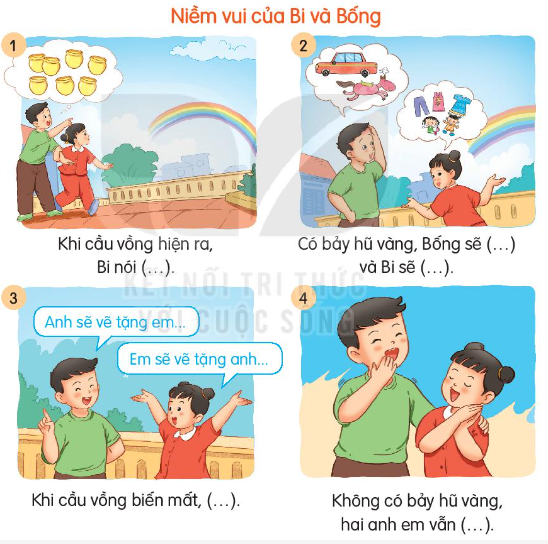 Niềm vui của Bi và Bống
1
2
Khi cầu vồng hiện ra,
Bi nói (...).
Có bảy hũ vàng, Bống sẽ (...)
và Bi sẽ (...).
KẾT NỐI TRI THỨC
VỚI CUỘC SỐNG
3
Anh sẽ vẽ tặng em...
Em sẽ vẽ tặng anh...
4
Khi cầu vồng biến mất, (...).
Không có bảy hũ vàng,
hai anh em vẫn (...).